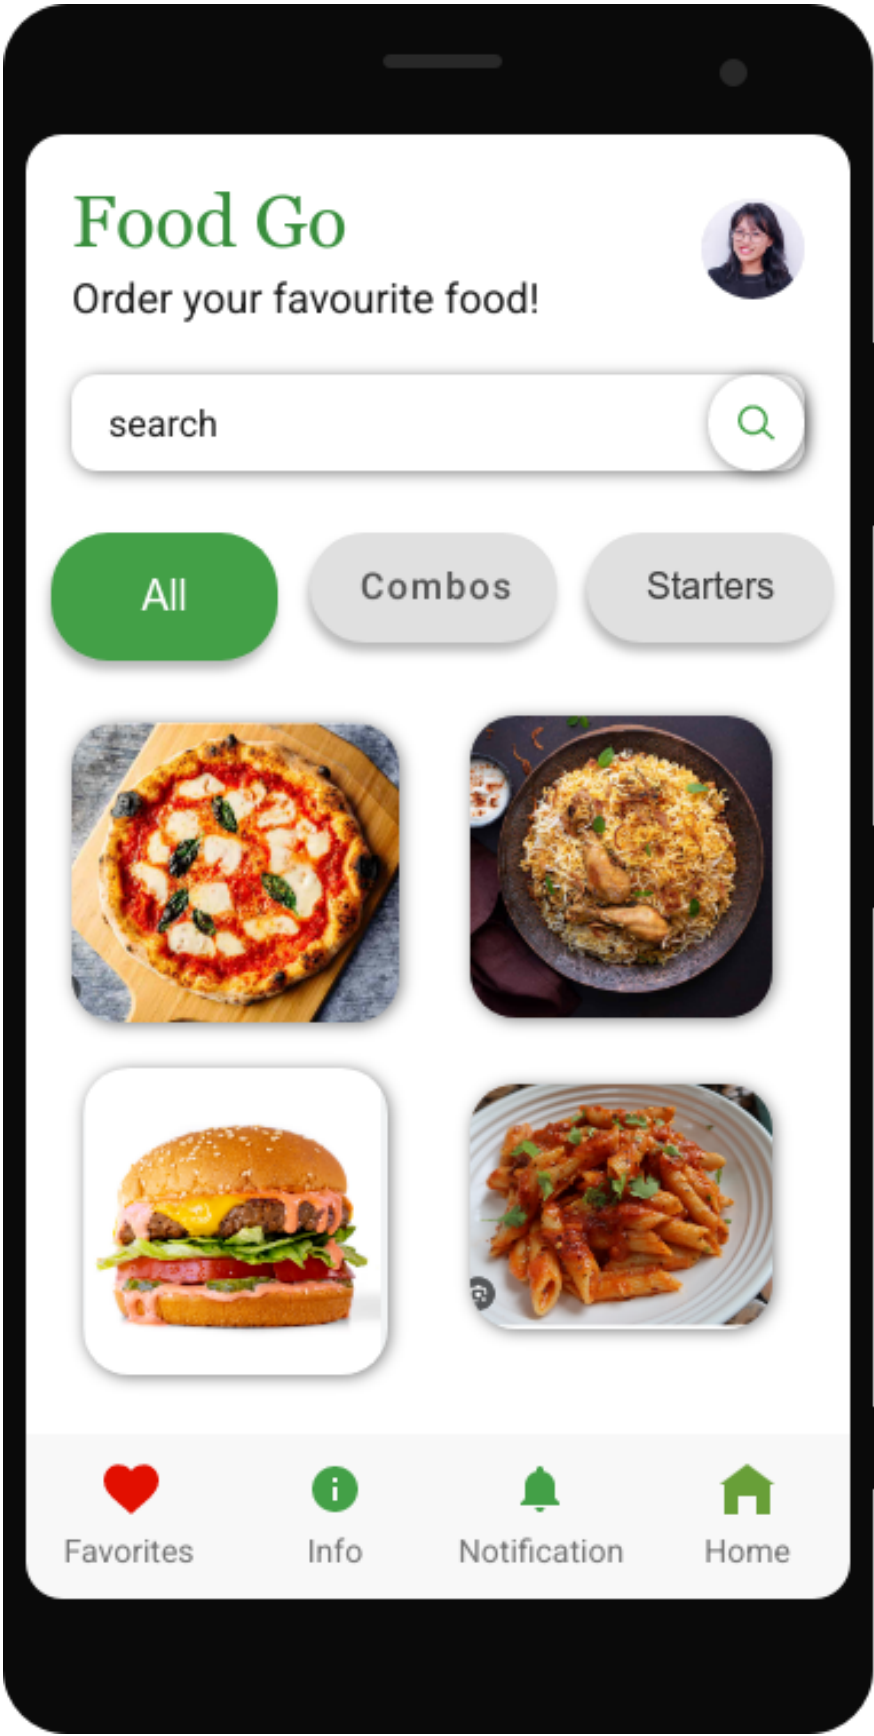 Food Go
Order your favourite food!
search
All
Combos
Starters
Favorites
Info
Notification
Home